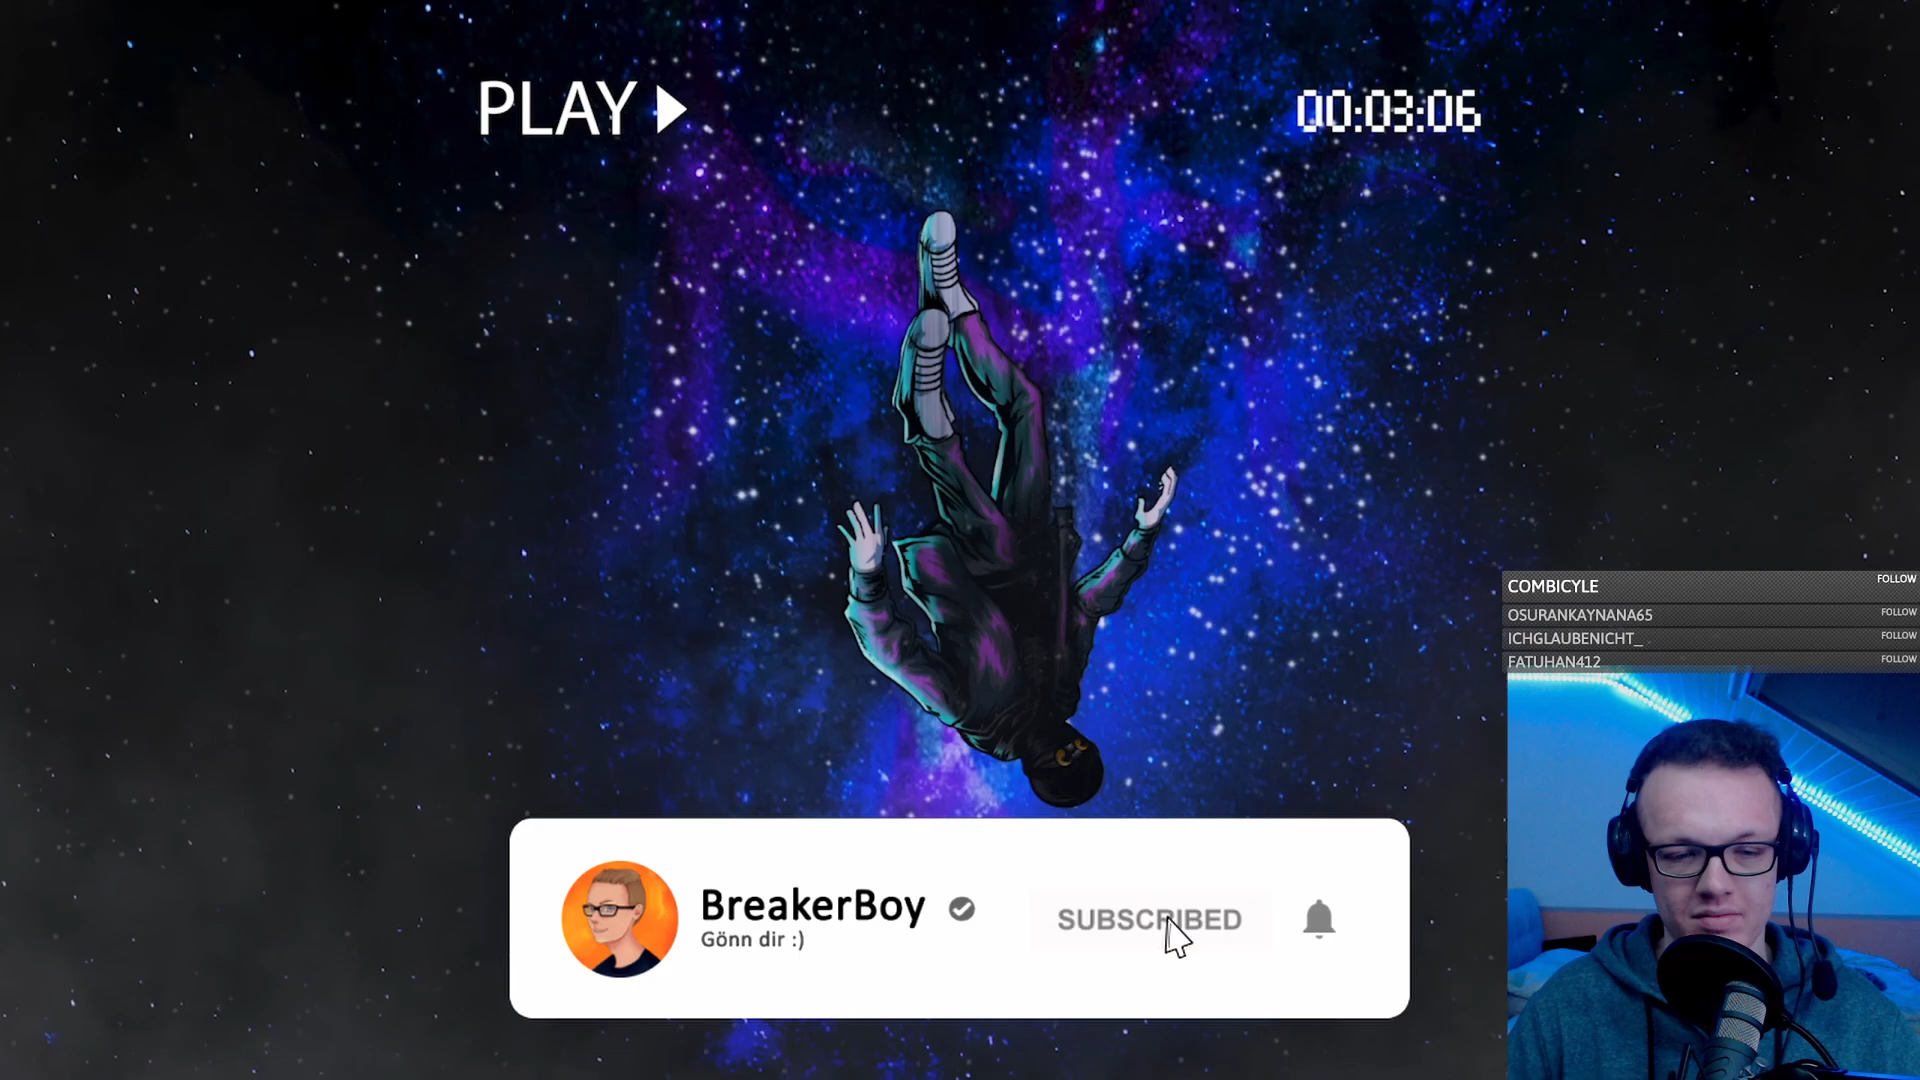 PLAY
00:03:06
COMBICYLE FOLLOW
OSURANKAYNANA65 FOLLOW
ICHGLAUBENICHT_ FOLLOW
FATUHAN412 FOLLOW
BreakerBoy
Gönn dir :)
SUBSCRIBED